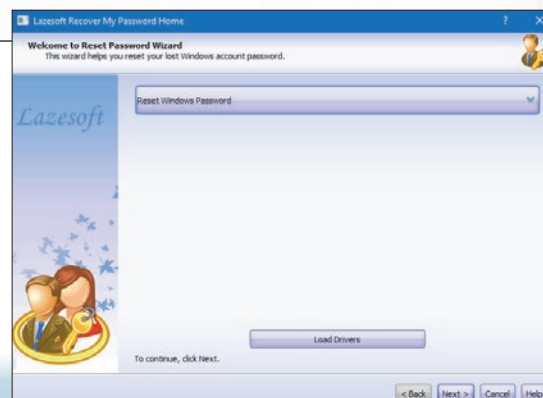 Lazesoft Recover My Password Home
Welcome to Reset Password Wizard
This wizard helps you reset your lost Windows account password.
Lazesoft
Reset Windows Password
Load Drivers
To continue, click Next.
< Back Next > Cancel Help